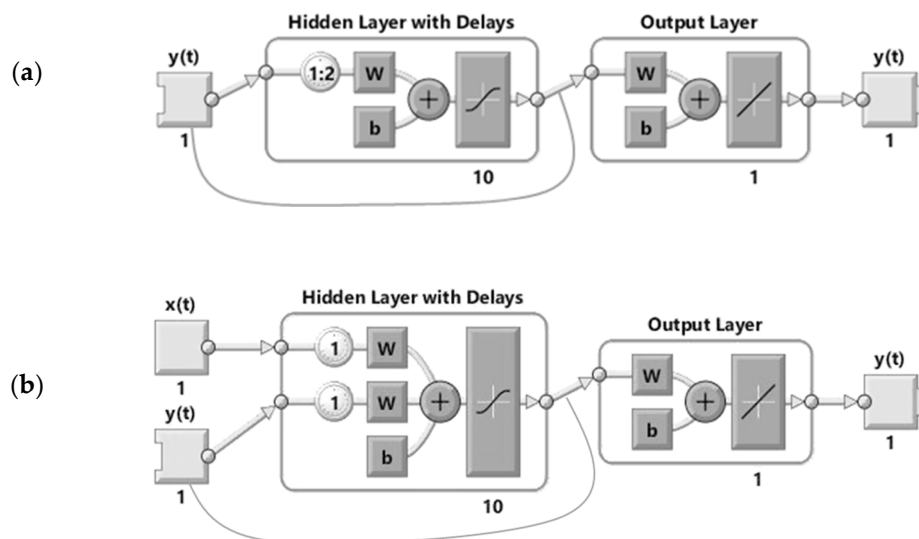 (a)
Hidden Layer with Delays
Output Layer
y(t)
1
1:2
W
b
+
10
W
b
+
1
y(t)
1
(b)
Hidden Layer with Delays
Output Layer
x(t)
1
y(t)
1
1
W
1
W
b
+
10
W
b
+
1
y(t)
1